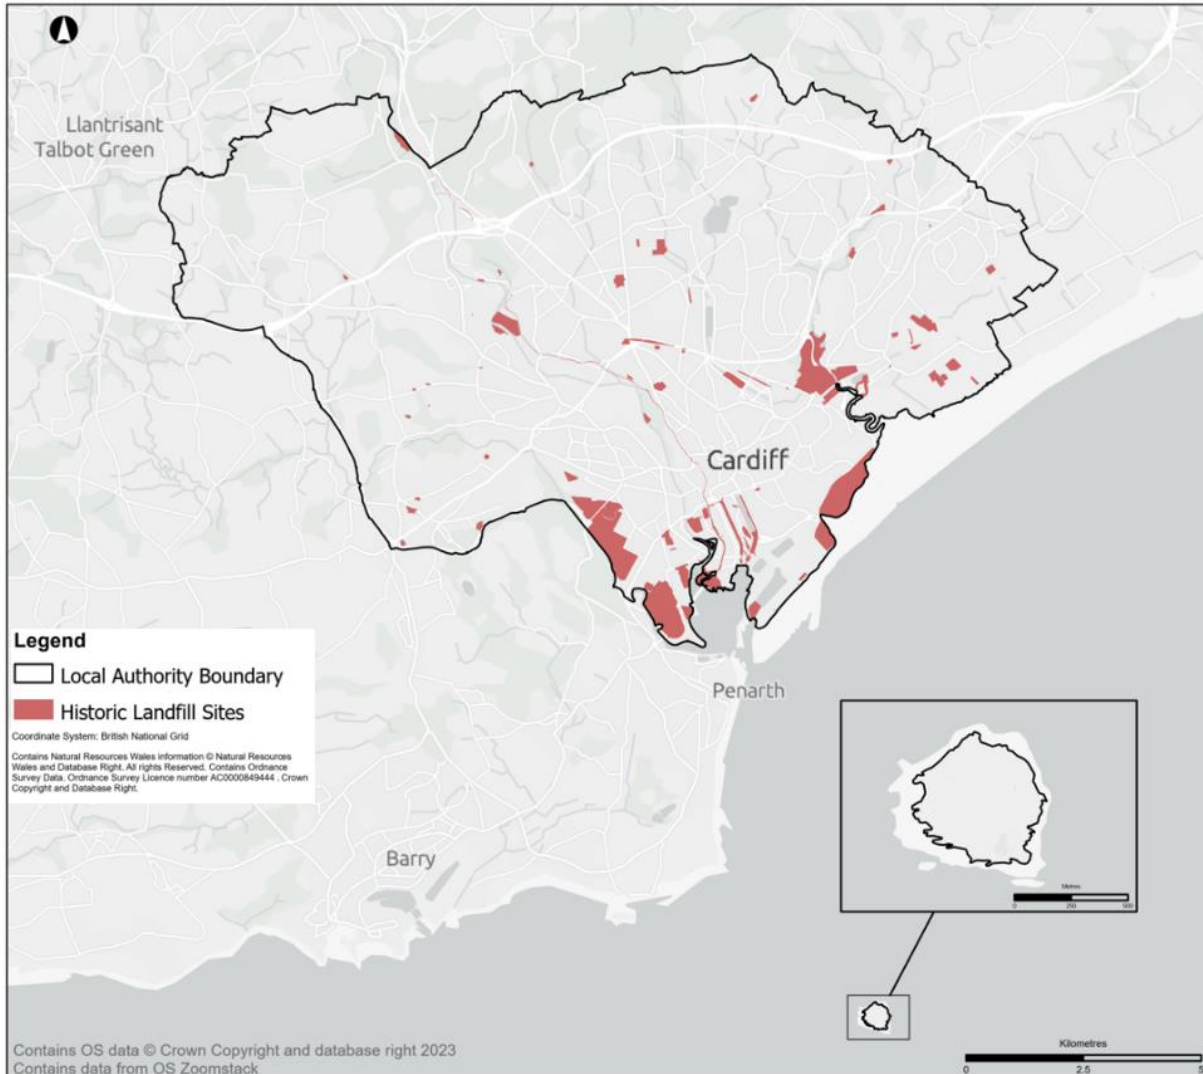 Llantrisant
Talbot Green
Cardiff
Legend
Local Authority Boundary
Historic Landfill Sites
Coordinate System: British National Grid
Contains Natural Resources Wales information © Natural Resources
Wales and Database Right. All rights Reserved. Contains Ordnance
Survey Data. Ordnance Survey Licence number AC0000849444 . Crown
Copyright and Database Right.
Penarth
Barry
Metres
0 250 500
Contains OS data © Crown Copyright and database right 2023
Contains data from OS Zoomstack
Kilometres
0 2.5